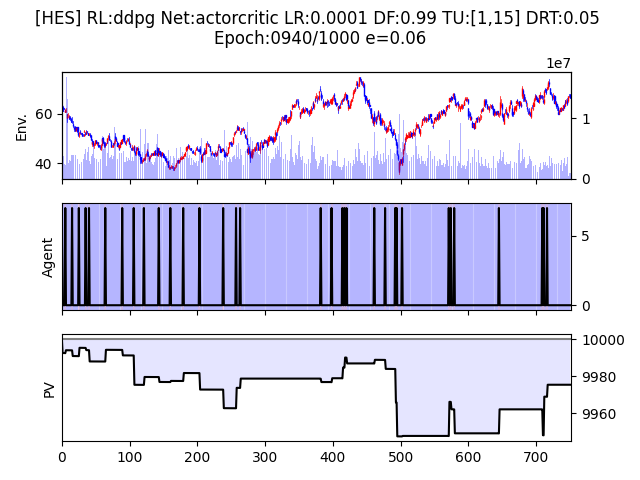 [HES] RL:ddpg Net:actorcritic LR:0.0001 DF:0.99 TU:[1,15] DRT:0.05
Epoch:0940/1000 e=0.06
1e7
Env.
60
40
1
0
Agent
5
0
PV
10000
9980
9960
0
100
200
300
400
500
600
700